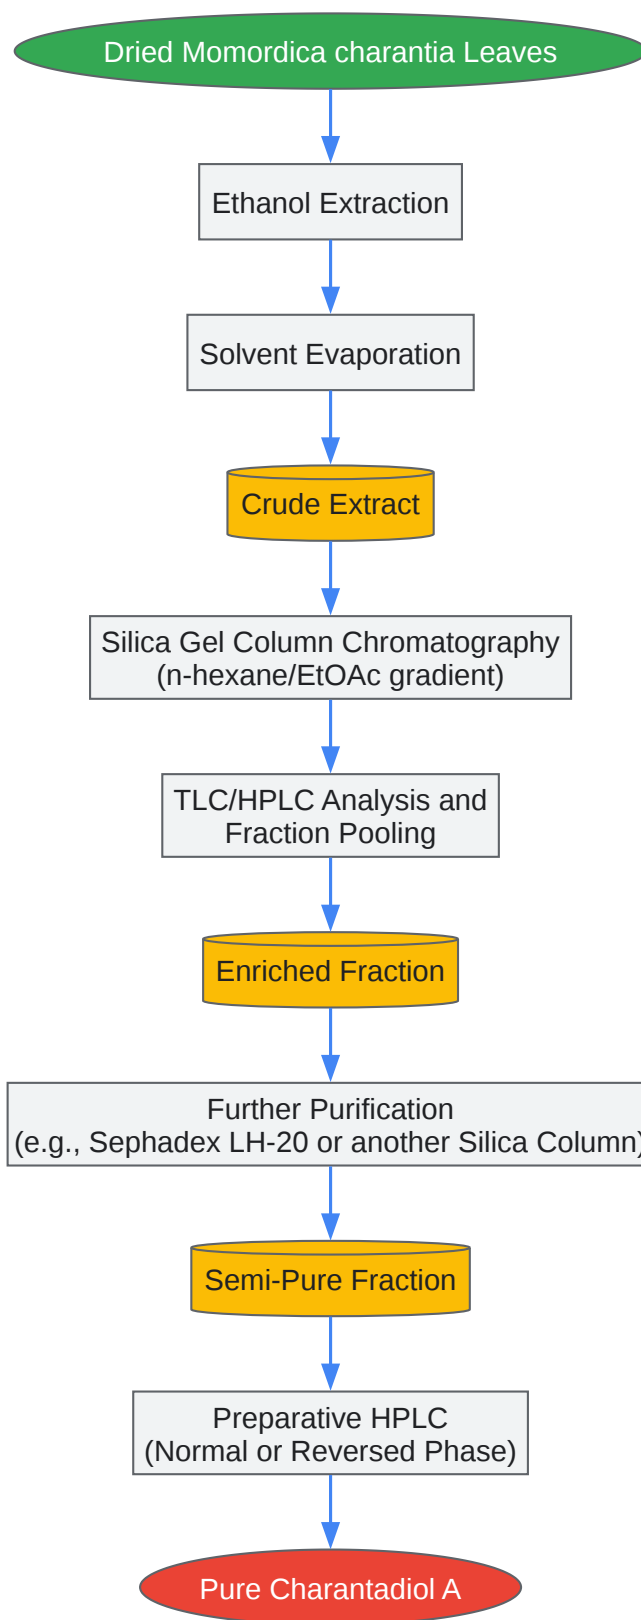 Dried Momordica charantia Leaves
Ethanol Extraction
Solvent Evaporation
Crude Extract
Silica Gel Column Chromatography
(n-hexane/EtOAc gradient)
TLC/HPLC Analysis and
Fraction Pooling
Enriched Fraction
Further Purification
(e.g., Sephadex LH-20 or another Silica Column)
Semi-Pure Fraction
Preparative HPLC
(Normal or Reversed Phase)
Pure Charantadiol A